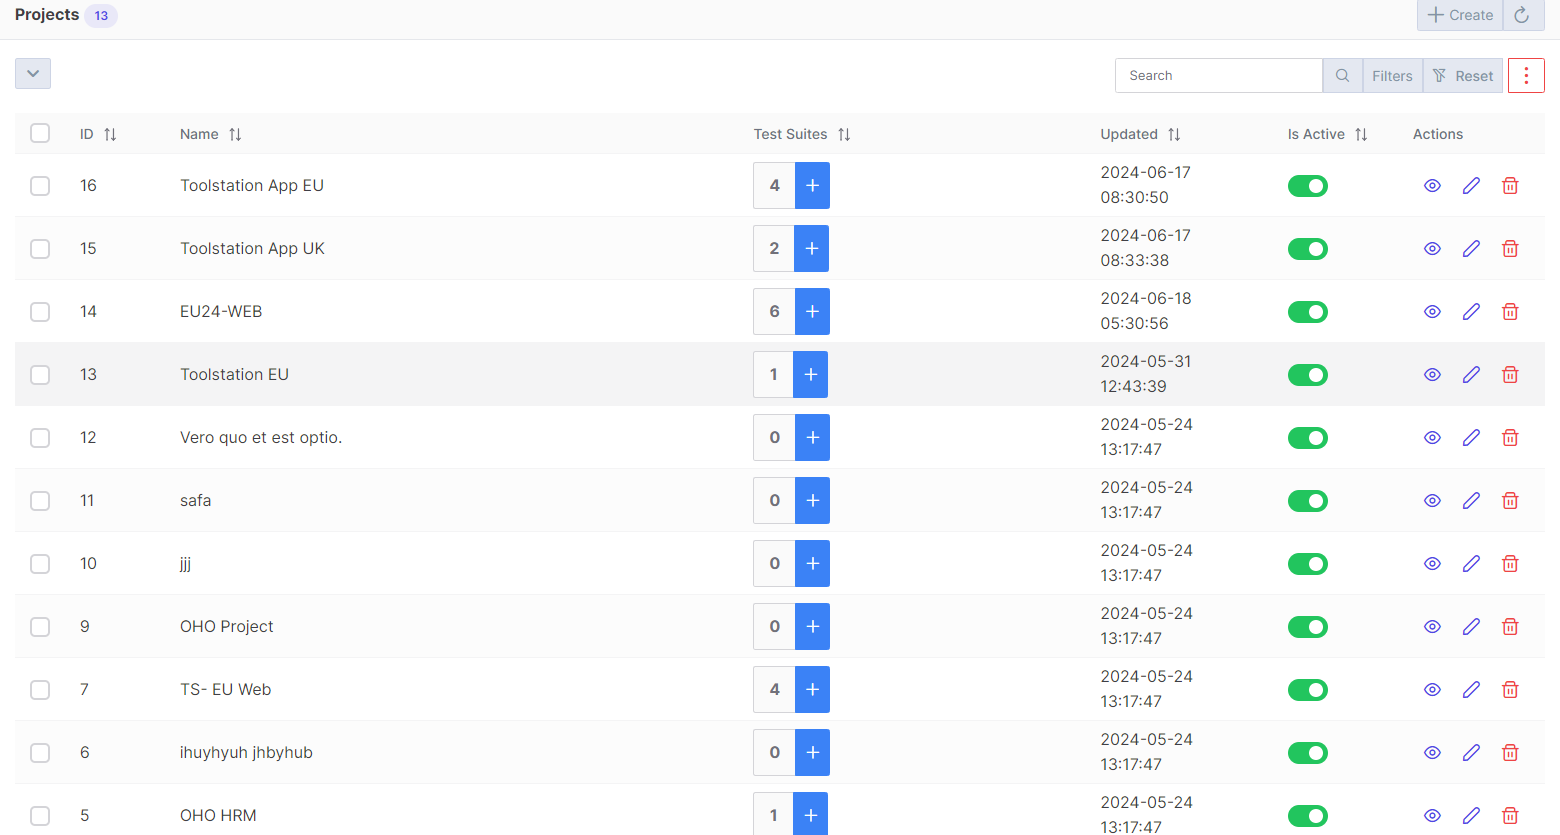 Projects 13
Create
Search Filters Reset
ID Name Test Suites Updated Is Active Actions
16 Toolstation App EU 4 + 2024-06-17
08:30:50
15 Toolstation App UK 2 + 2024-06-17
08:33:38
14 EU24-WEB 6 + 2024-06-18
05:30:56
13 Toolstation EU 1 + 2024-05-31
12:43:39
12 Vero quo et est optio. 0 + 2024-05-24
13:17:47
11 safa 0 + 2024-05-24
13:17:47
10 jjj 0 + 2024-05-24
13:17:47
9 OHO Project 0 + 2024-05-24
13:17:47
7 TS- EU Web 4 + 2024-05-24
13:17:47
6 ihuyhyuh jhbyhub 0 + 2024-05-24
13:17:47
5 OHO HRM 1 + 2024-05-24
13:17:47